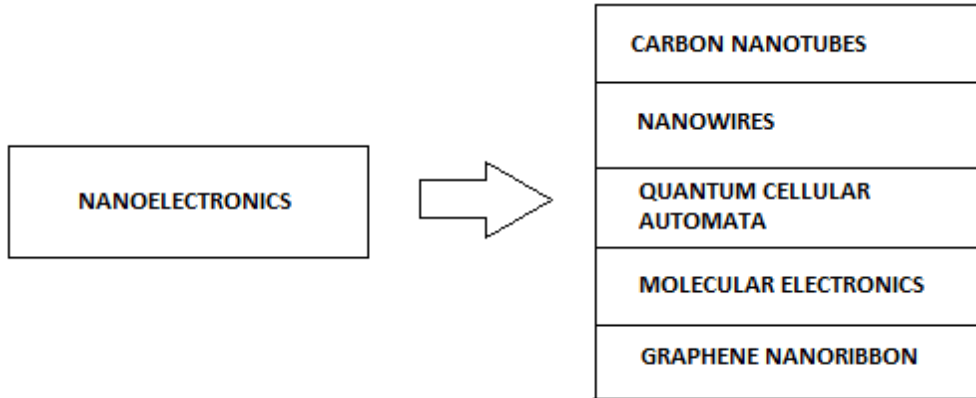 NANOELECTRONICS
CARBON NANOTUBES
NANOWIRES
QUANTUM CELLULAR
AUTOMATA
MOLECULAR ELECTRONICS
GRAPHENE NANORIBBON